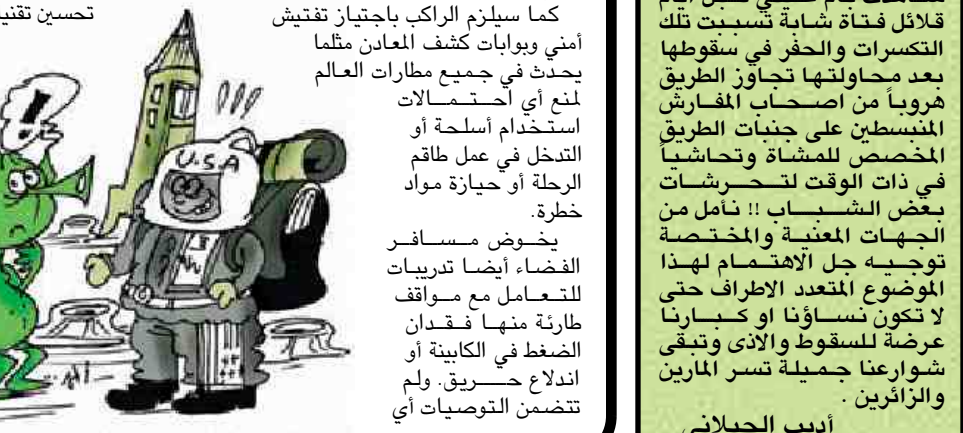 شاهدت بأم عيني قبل أيام
قلائل فتاة شابة تسببت تلك
التكسرات والحفر في سقوطها
بعد محاولتها تجاوز الطريق
هروباً من اصحاب المفارش
المنبسطين على جنبات الطريق
المخصص للمشاة وتحاشياً
في ذات الوقت لتحرشات
بعض الشباب !! نأمل من
الجهات المعنية والمختصة
توجيه جل الاهتمام لهذا
الموضوع المتعدد الاطراف حتى
لا تكون نساؤنا او كبارنا
عرضة للسقوط والاذى وتبقى
شوارعنا جميلة تسر المارين
والزائرين .
أديب الجيلاني
كما سيلزم الراكب باجتياز تفتيش
أمني وبوابات كشف المعادن مثلما
يحدث في جميع مطارات العالم
لمنع أي احتمالات
استخدام أسلحة أو
التدخل في عمل طاقم
الرحلة أو حيازة مواد
خطرة.
يخوض مسافر
الفضاء أيضا تدريبات
للتعامل مع مواقف
طارئة منها فقدان
الضغط في الكابينة أو
اندلاع حريق. ولم
تتضمن التوصيات أي
تحسين
!
U.S.A